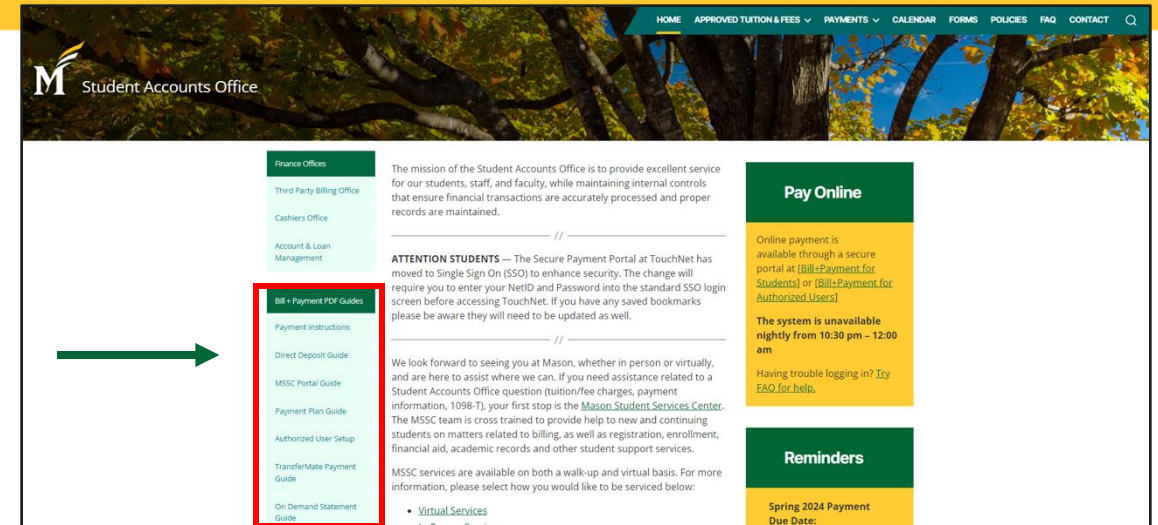 HOME APPROVED TUITION & FEES PAYMENTS CALENDAR FORMS POLICIES FAQ CONTACT
M Student Accounts Office
Finance Offices
Third Party Billing Office
Cashiers Office
Account & Loan
Management
Bill + Payment PDF Guides
Payment Instructions
Direct Deposit Guide
MSSC Portal Guide
Payment Plan Guide
Authorized User Setup
TransferMate Payment
Guide
On Demand Statement
Guide
The mission of the Student Accounts Office is to provide excellent service
for our students, staff, and faculty, while maintaining internal controls
that ensure financial transactions are accurately processed and proper
records are maintained.
//
ATTENTION STUDENTS — The Secure Payment Portal at TouchNet has
moved to Single Sign On (SSO) to enhance security. The change will
require you to enter your NetID and Password into the standard SSO login
screen before accessing TouchNet. If you have any saved bookmarks
please be aware they will need to be updated as well.
//
We look forward to seeing you at Mason, whether in person or virtually,
and are here to assist where we can. If you need assistance related to a
Student Accounts Office question (tuition/fee charges, payment
information, 1098-T), your first stop is the Mason Student Services Center.
The MSSC team is cross trained to provide help to new and continuing
students on matters related to billing, as well as registration, enrollment,
financial aid, academic records and other student support services.
MSSC services are available on both a walk-up and virtual basis. For more
information, please select how you would like to be serviced below:
• Virtual Services
Pay Online
Online payment is
available through a secure
portal at [Bill+Payment for
Students] or [Bill+Payment for
Authorized Users]
The system is unavailable
nightly from 10:30 pm – 12:00
am
Having trouble logging in? Try
FAQ for help.
Reminders
Spring 2024 Payment
Due Date: